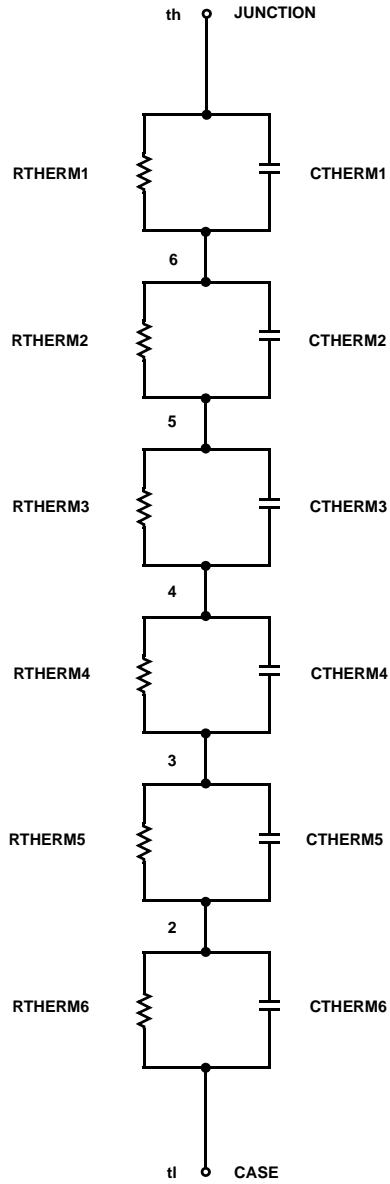 th JUNCTION
RTHERM1 CTHERM1
6
RTHERM2 CTHERM2
5
RTHERM3 CTHERM3
4
RTHERM4 CTHERM4
3
RTHERM5 CTHERM5
2
RTHERM6 CTHERM6
tl CASE